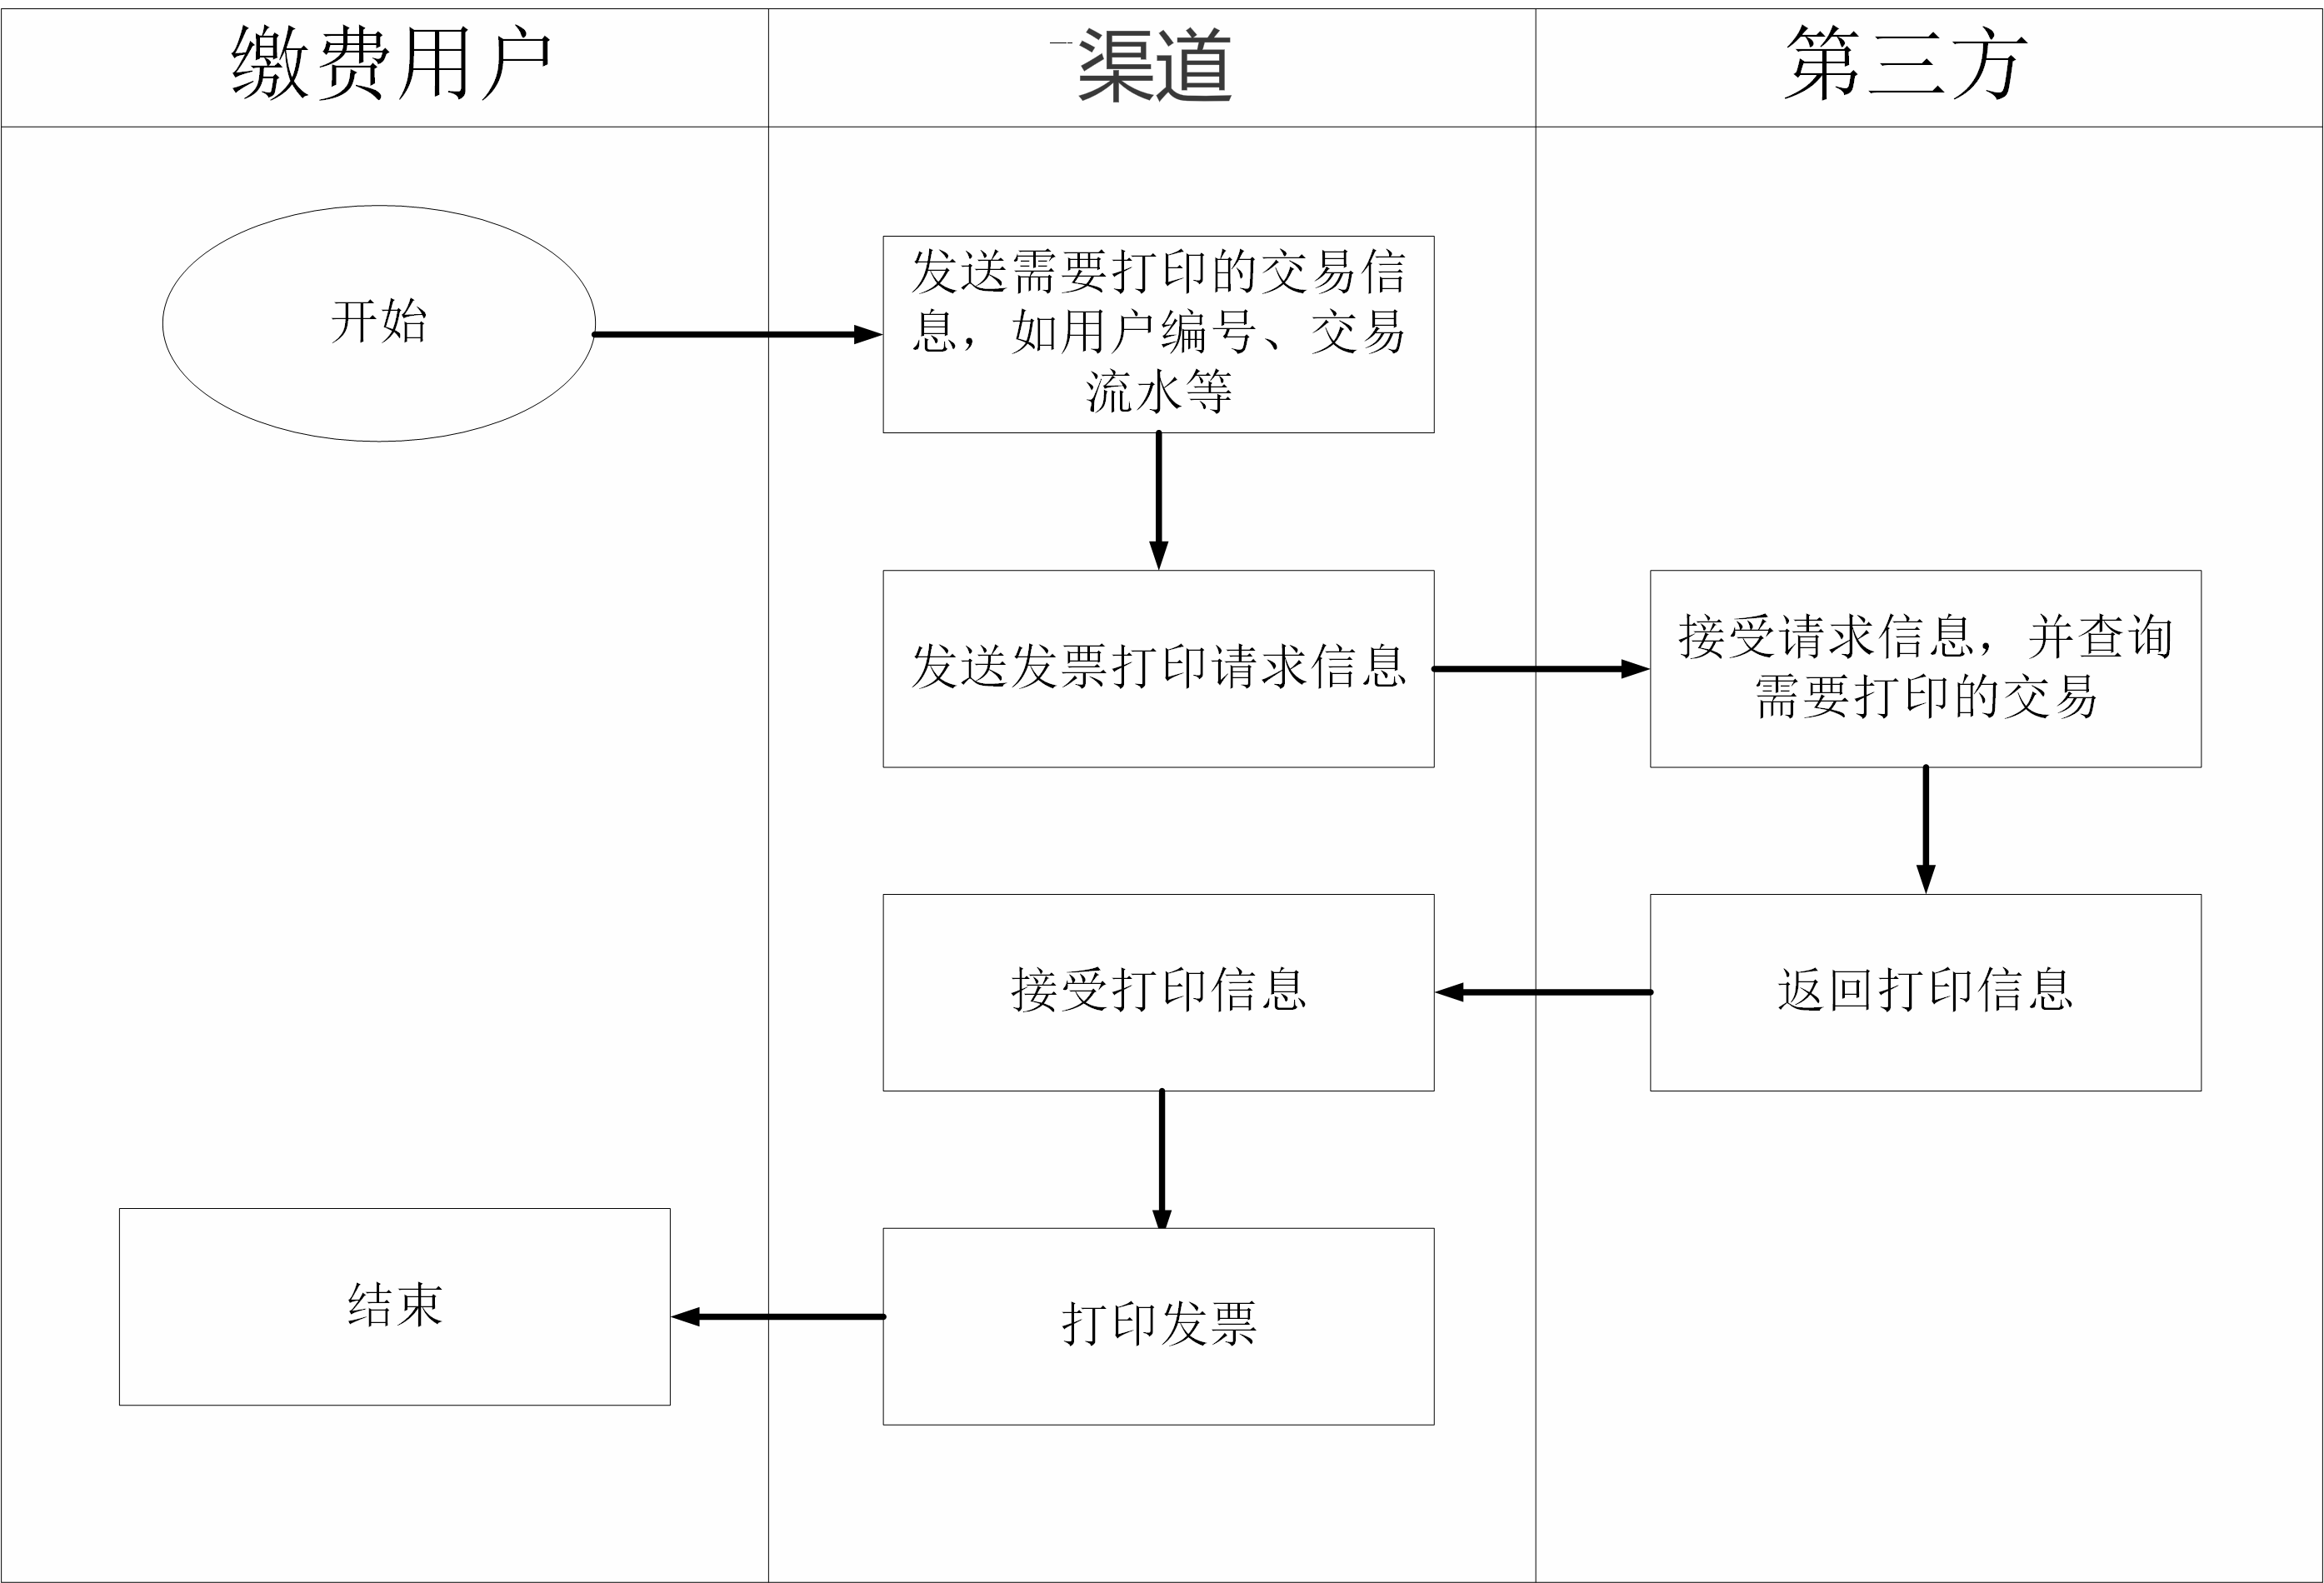 缴费用户
渠道
第三方
开始
发送需要打印的交易信
息，如用户编号、交易
流水等
发送发票打印请求信息
接受请求信息，并查询
需要打印的交易
接受打印信息
返回打印信息
结束
打印发票